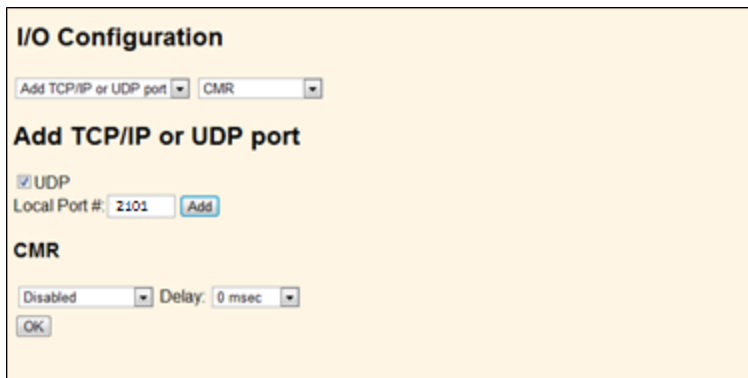 I/O Configuration
Add TCP/IP or UDP port CMR
Add TCP/IP or UDP port
UDP
Local Port #: 2101 Add
CMR
Disabled Delay: 0 msec
OK